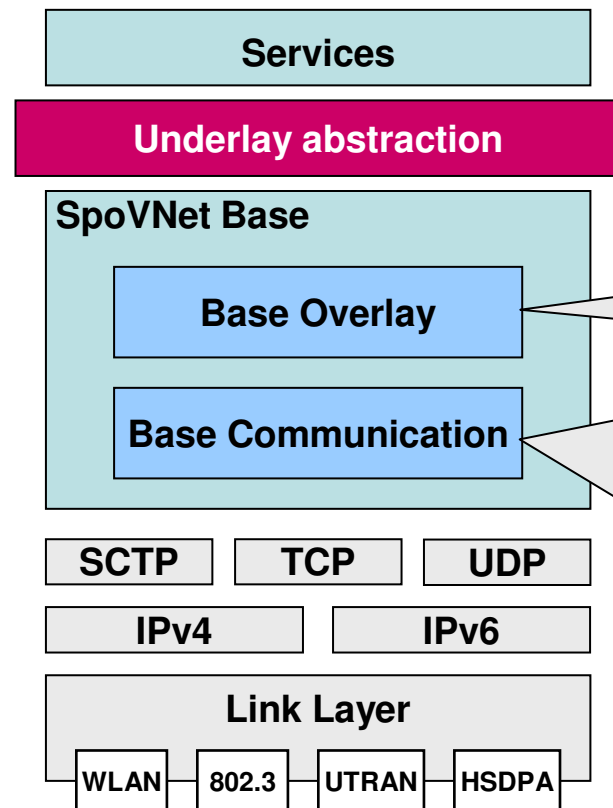 Services
Underlay abstraction
SpoVNet Base
Base Overlay
Base Communication
SCTP TCP UDP
IPv4 IPv6
Link Layer
WLAN 802.3 UTRAN HSDPA